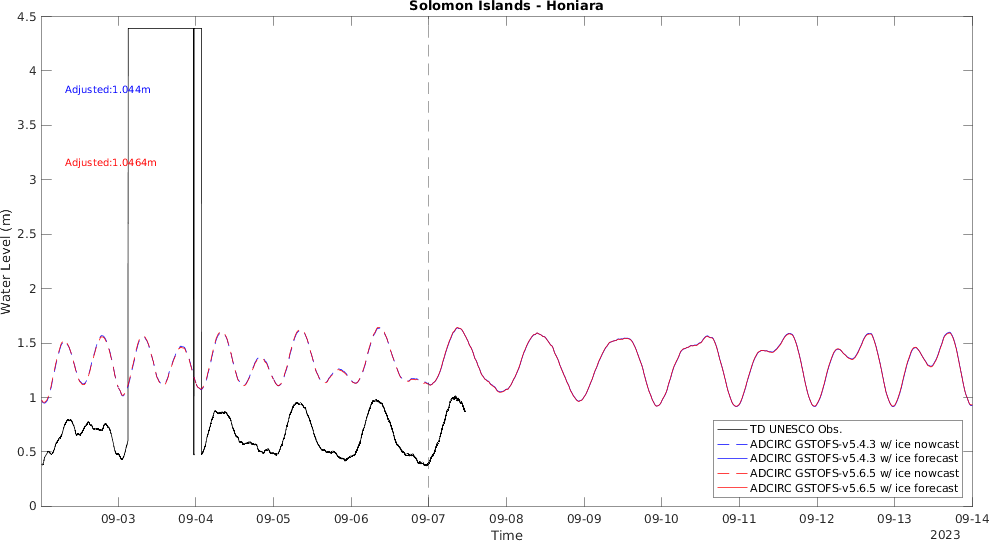 Solomon Islands - Honiara
4.5
4
3.5
3
2.5
2
1.5
1
0.5
0
Water Level (m)
Adjusted:1.044m
Adjusted:1.0464m
TD UNESCO Obs.
ADCIRC GSTOFS-v5.4.3 w/ ice nowcast
ADCIRC GSTOFS-v5.4.3 w/ ice forecast
ADCIRC GSTOFS-v5.6.5 w/ ice nowcast
ADCIRC GSTOFS-v5.6.5 w/ ice forecast
09-03 09-04 09-05 09-06 09-07 09-08 09-09 09-10 09-11 09-12 09-13 09-14
Time
2023